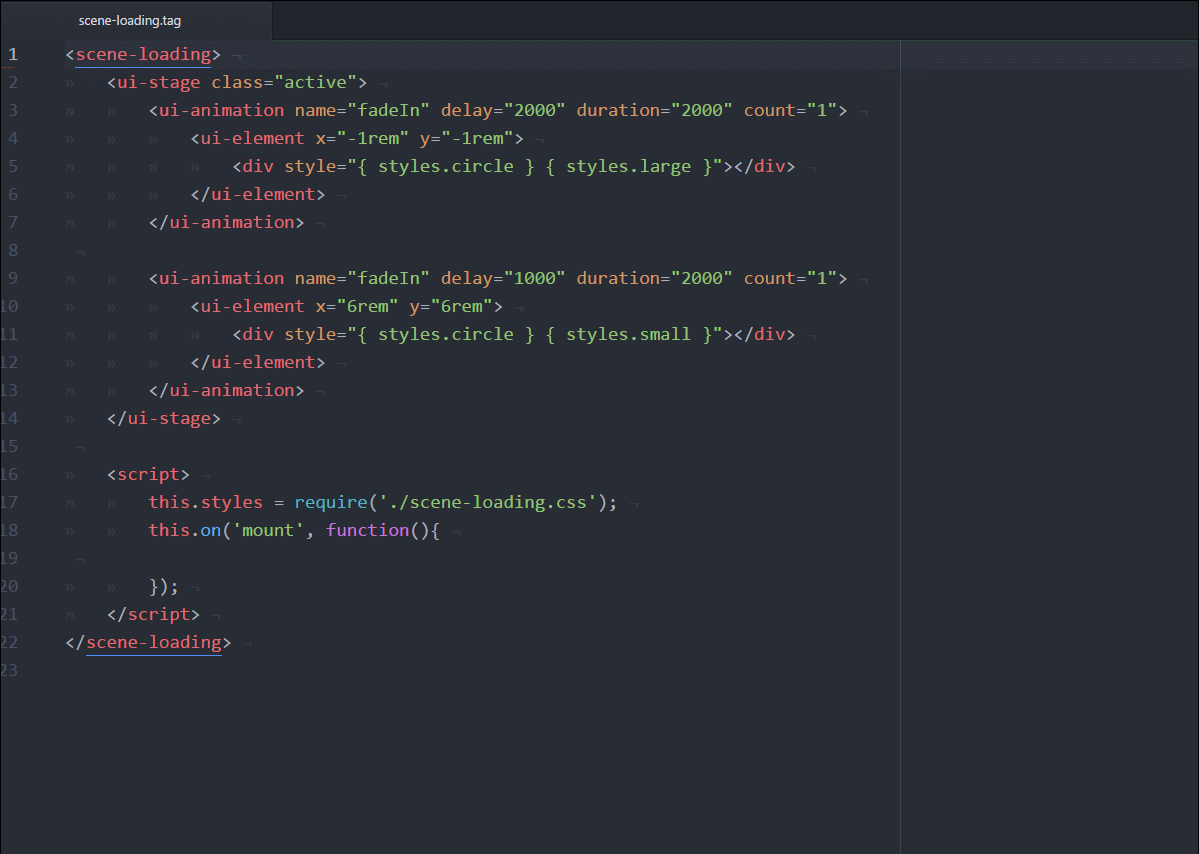 scene-loading.tag
1 <scene-loading>
2 <ui-stage class="active">
3 <ui-animation name="fadeIn" delay="2000" duration="2000" count="1">
4 <ui-element x="-1rem" y="-1rem">
5 <div style="{ styles.circle } { styles.large }"></div>
6 </ui-element>
7 </ui-animation>
8
9 <ui-animation name="fadeIn" delay="1000" duration="2000" count="1">
10 <ui-element x="6rem" y="6rem">
11 <div style="{ styles.circle } { styles.small }"></div>
12 </ui-element>
13 </ui-animation>
14 </ui-stage>
15
16 <script>
17 this.styles = require('./scene-loading.css');
18 this.on('mount', function(){
19
20 });
21 </script>
22 </scene-loading>
23